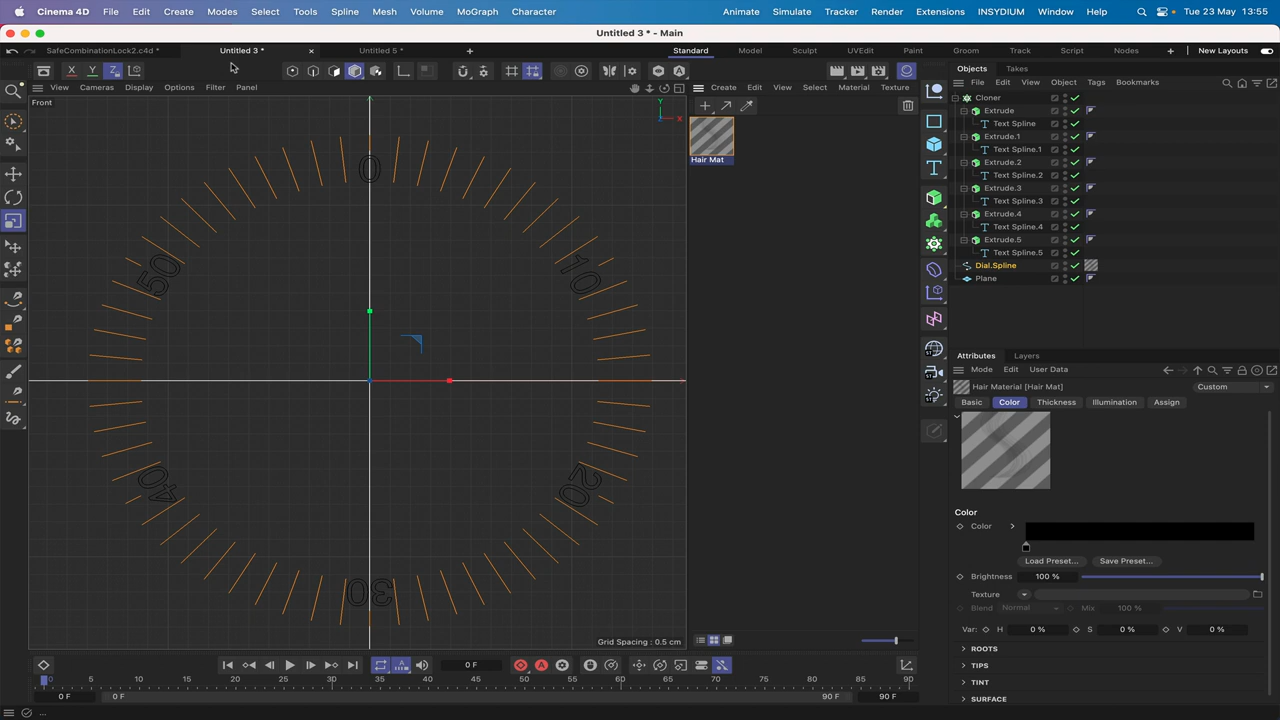 Cinema 4D File Edit Create Modes Select Tools Spline Mesh Volume MoGraph Character Animate Simulate Tracker Render Extensions INSYDIUM Window Help Tue 23 May 13:55
Untitled 3 * - Main
SafeCombinationLock2.c4d * Untitled 3 * Untitled 5 * Standard Model Sculpt UVEdit Paint Groom Track Script Nodes New Layouts
X Y Z
Objects Takes
View Cameras Display Options Filter Panel Create Edit View Select Material Texture
File Edit View Object Tags Bookmarks
Front
Y
X
Hair Mat
Cloner
Extrude
Text Spline
Extrude.1
Text Spline.1
Extrude.2
Text Spline.2
Extrude.3
Text Spline.3
Extrude.4
Text Spline.4
Extrude.5
Text Spline.5
Dial.Spline
Plane
0
10
20
30
40
50
Attributes Layers
Mode Edit User Data
Hair Material [Hair Mat] Custom
Basic Color Thickness Illumination Assign
Color
Color
Load Preset... Save Preset...
Brightness 100 %
Texture
Blend Normal Mix 100 %
Var: H 0 % S 0 % V 0 %
ROOTS
TIPS
TINT
SURFACE
Grid Spacing : 0.5 cm
0 F
0 5 10 15 20 25 30 35 40 45 50 55 60 65 70 75 80 85 90
0 F 0 F 90 F 90 F
...